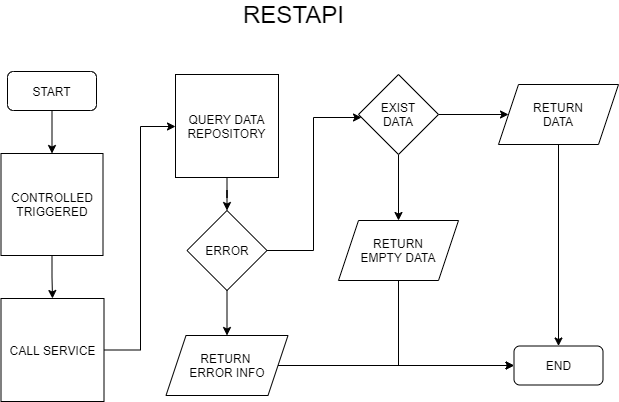 RESTAPI
START
CONTROLLED
TRIGGERED
CALL SERVICE
QUERY DATA
REPOSITORY
ERROR
RETURN
ERROR INFO
EXIST
DATA
RETURN
EMPTY DATA
RETURN
DATA
END